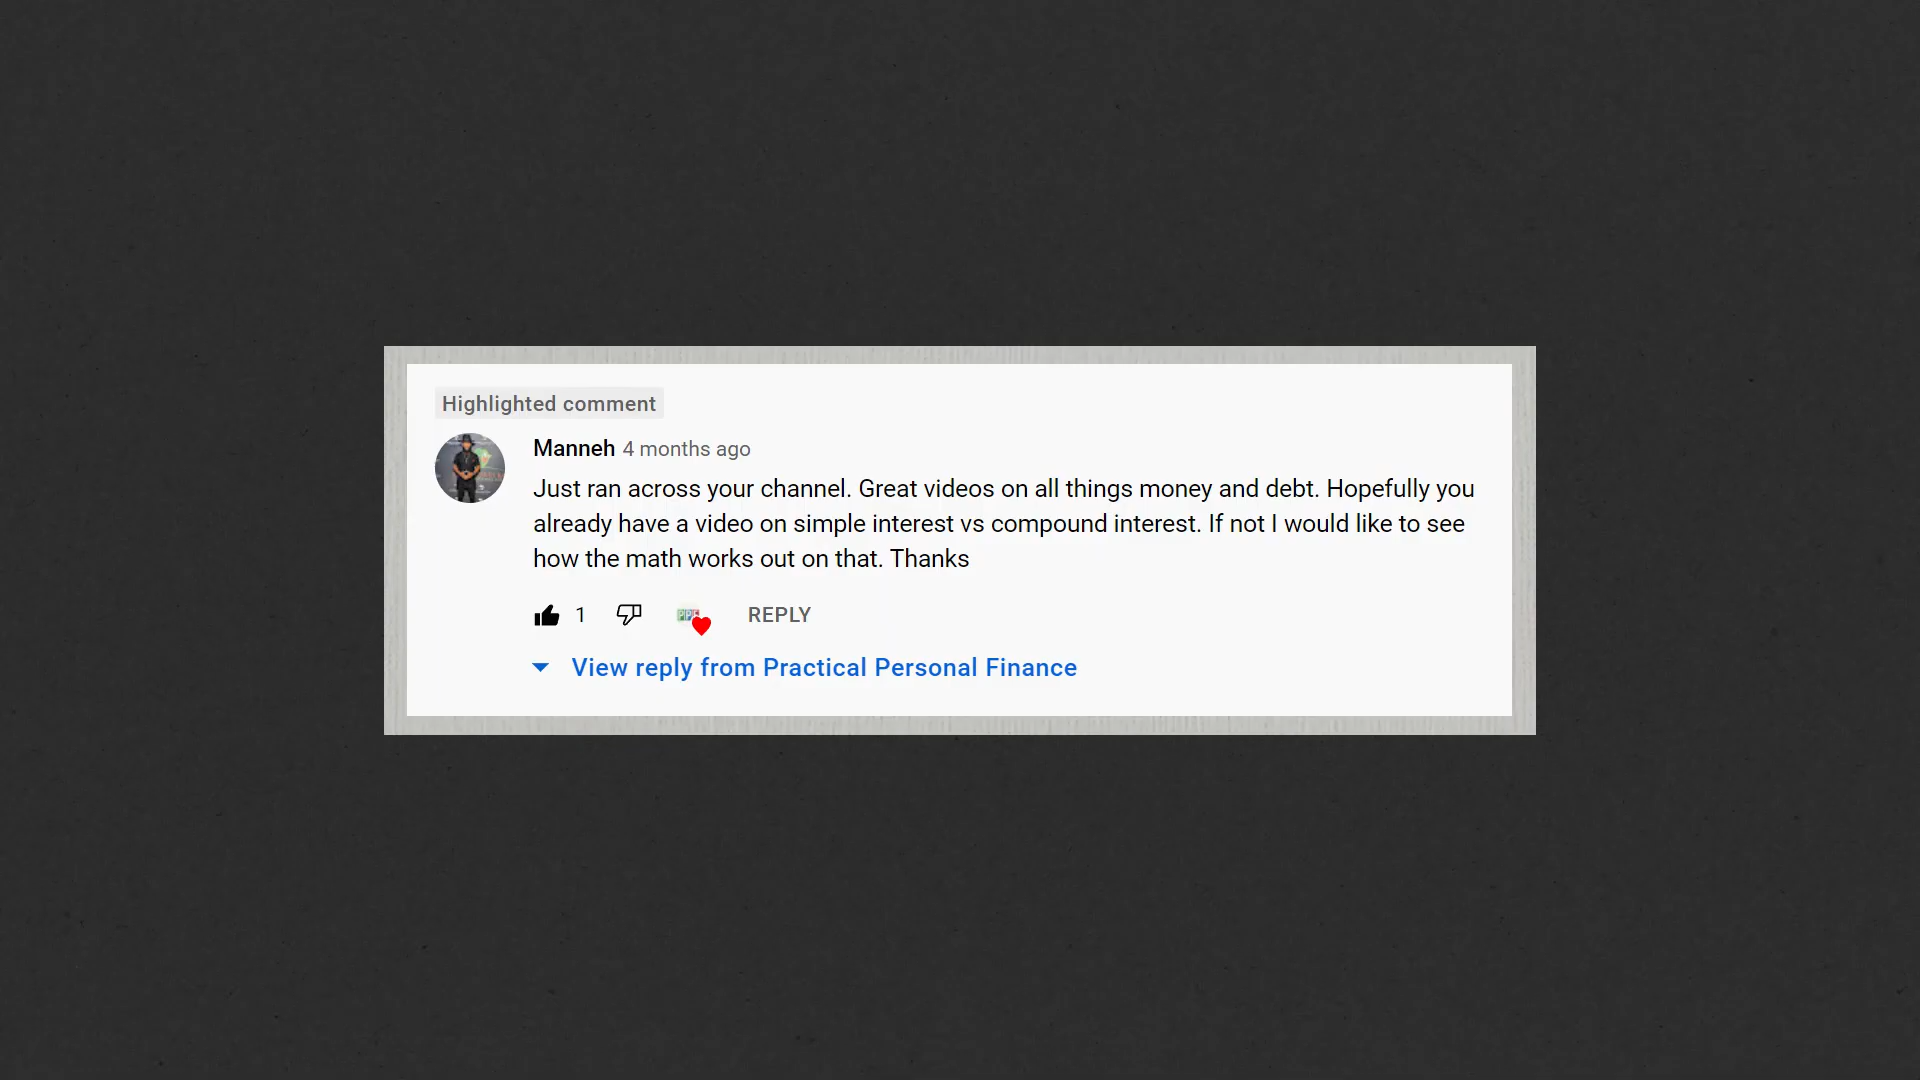 Highlighted comment
Manneh 4 months ago
Just ran across your channel. Great videos on all things money and debt. Hopefully you
already have a video on simple interest vs compound interest. If not I would like to see
how the math works out on that. Thanks
1 PPF REPLY
View reply from Practical Personal Finance